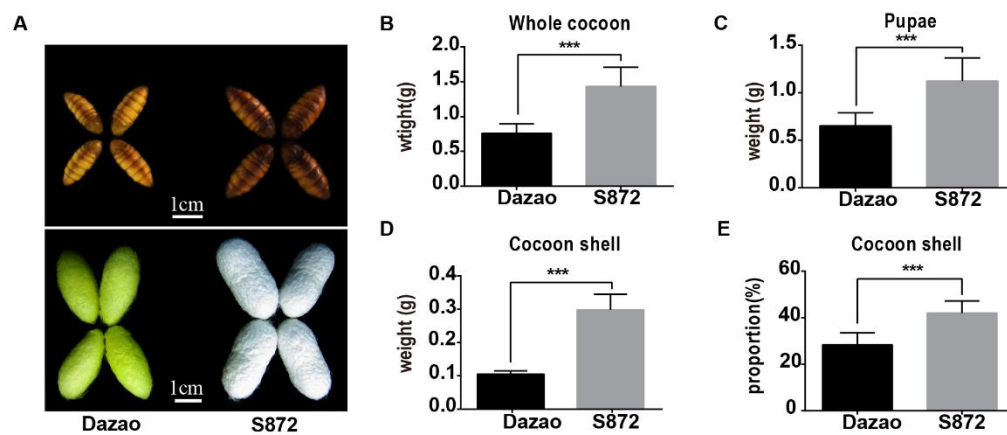 A
1cm
1cm
Dazao S872
B
Whole cocoon
***
wtight(g)
2.0
1.5
1.0
0.5
0.0
Dazao S872
C
Pupae
***
weight (g)
1.5
1.0
0.5
0.0
Dazao S872
D
Cocoon shell
***
weight (g)
0.4
0.3
0.2
0.1
0.0
Dazao S872
E
Cocoon shell
***
proportion(%)
60
40
20
0
Dazao S872